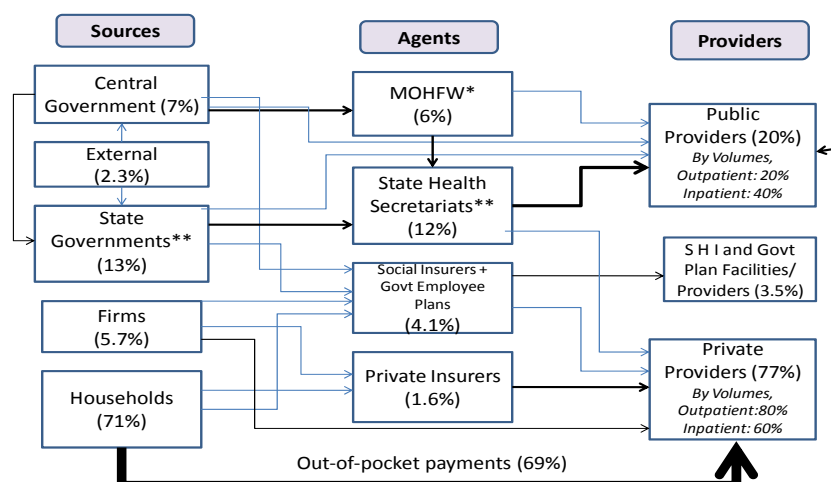 Sources
Agents
Providers
Central
Government (7%)
External
(2.3%)
State
Governments**
(13%)
Firms
(5.7%)
Households
(71%)
MOHFW*
(6%)
State Health
Secretariats**
(12%)
Social Insurers +
Govt Employee
Plans
(4.1%)
Private Insurers
(1.6%)
Public
Providers (20%)
By Volumes,
Outpatient: 20%
Inpatient: 40%
S H I and Govt
Plan Facilities/
Providers (3.5%)
Private
Providers (77%)
By Volumes,
Outpatient:80%
Inpatient: 60%
Out-of-pocket payments (69%)